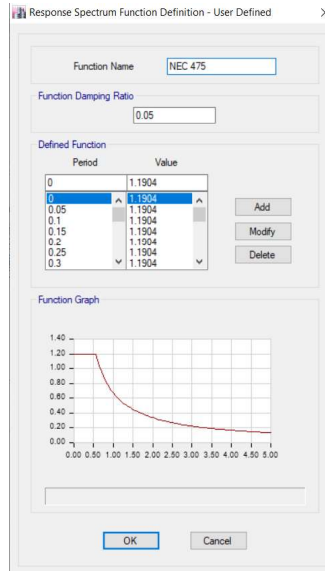 Response Spectrum Function Definition - User Defined
Function Name NEC 475
Function Damping Ratio
0.05
Defined Function
Period Value
0 1.1904
0 1.1904
0.05 1.1904
0.1 1.1904
0.15 1.1904
0.2 1.1904
0.25 1.1904
0.3 1.1904
Add
Modify
Delete
Function Graph
1.40
1.20
1.00
0.80
0.60
0.40
0.20
0.00
0.00 0.50 1.00 1.50 2.00 2.50 3.00 3.50 4.00 4.50 5.00
OK Cancel